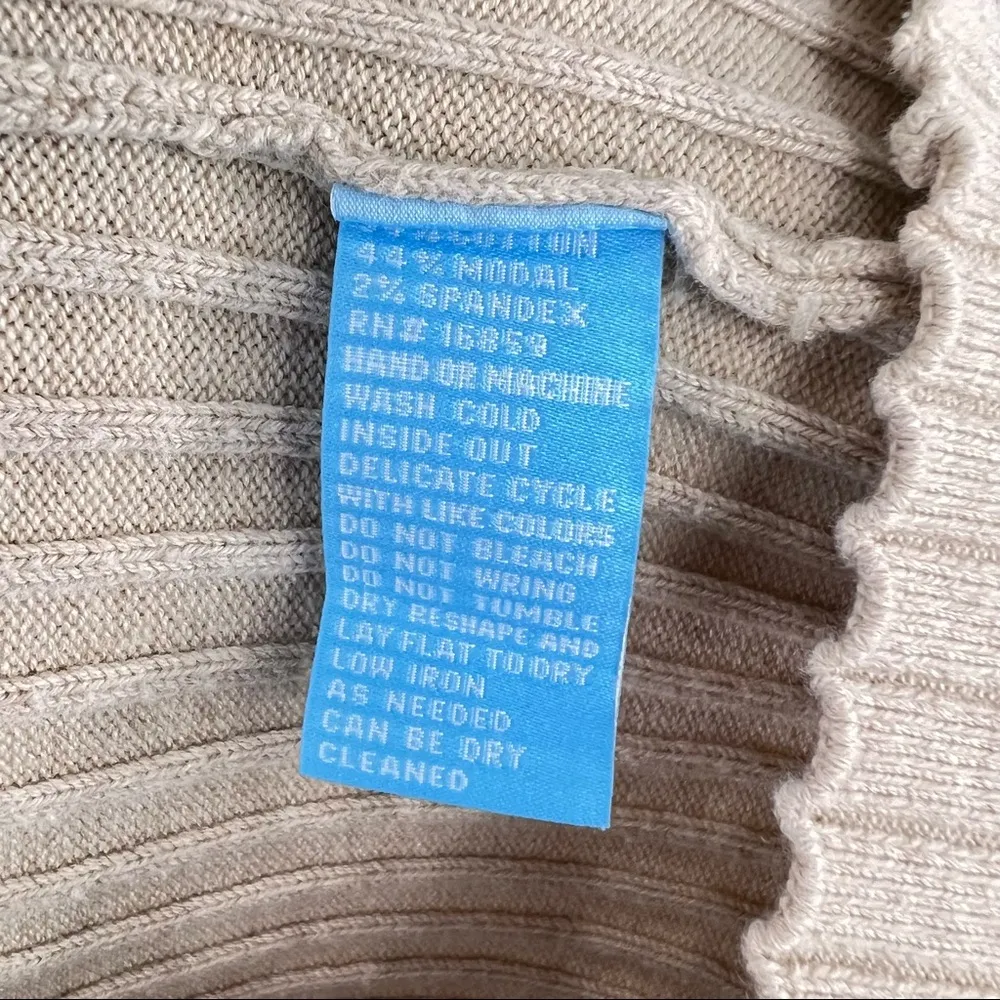 % COTTON
44% MODAL
2% SPANDEX
RN# 16859
HAND OR MACHINE
WASH COLD
INSIDE OUT
DELICATE CYCLE
WITH LIKE COLORS
DO NOT BLEACH
DO NOT WRING
DO NOT TUMBLE
DRY RESHAPE AND
LAY FLAT TO DRY
LOW IRON
AS NEEDED
CAN BE DRY
CLEANED